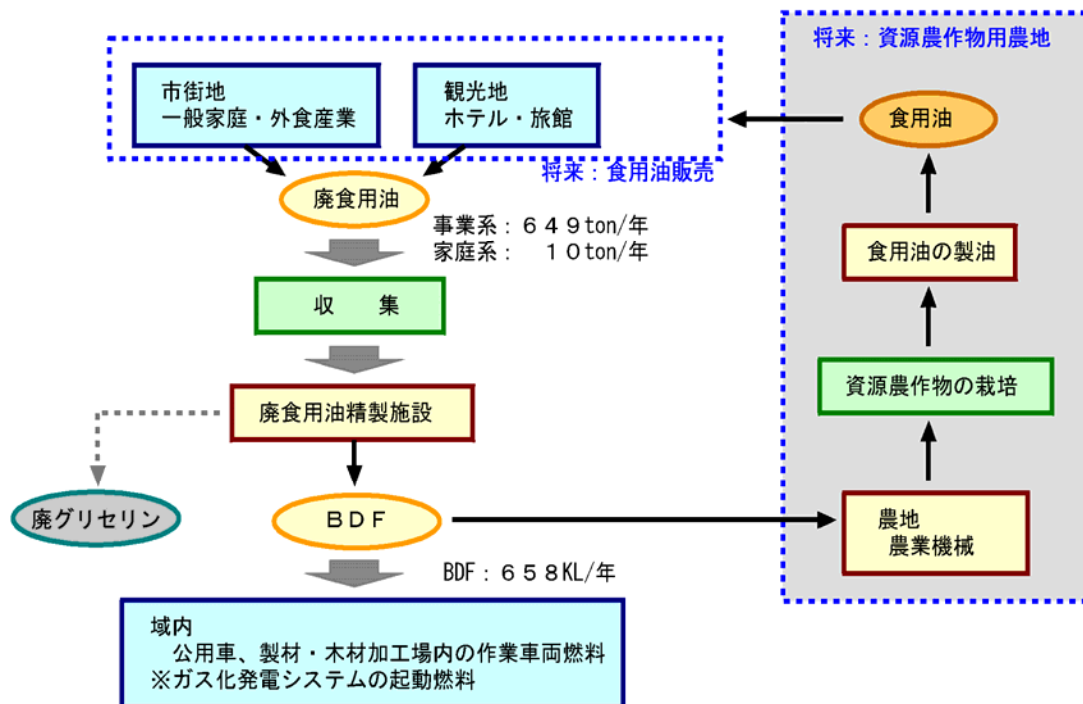 将来：資源農作物用農地
市街地
一般家庭・外食産業
観光地
ホテル・旅館
食用油
将来：食用油販売
廃食用油
事業系：６４９ton/年
家庭系：　１０ton/年
食用油の製油
収　　集
資源農作物の栽培
廃食用油精製施設
廃グリセリン
ＢＤＦ
農地
農業機械
BDF：６５８KL/年
域内
公用車、製材・木材加工場内の作業車両燃料
※ガス化発電システムの起動燃料